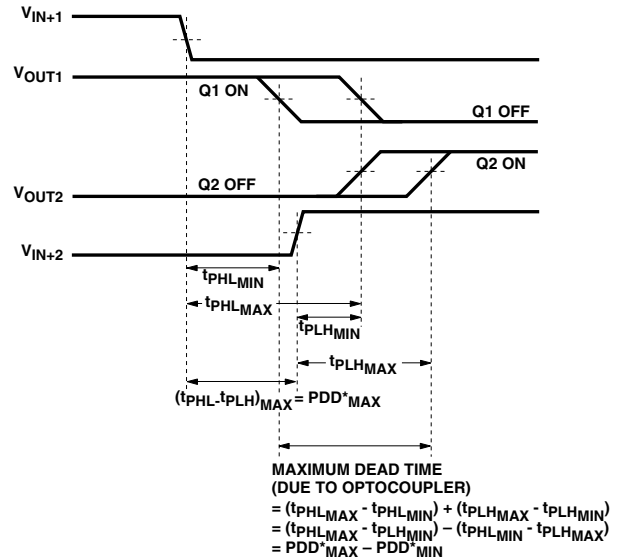 VIN+1
VOUT1
Q1 ON
Q1 OFF
Q2 ON
Q2 OFF
VOUT2
VIN+2
tPHLMIN
tPHLMAX
tPLHMIN
tPLHMAX
(tPHL-tPLH)MAX = PDD*MAX
MAXIMUM DEAD TIME
(DUE TO OPTOCOUPLER)
= (tPHLMAX - tPHLMIN) + (tPLHMAX - tPLHMIN)
= (tPHLMAX - tPLHMIN) – (tPHLMIN - tPLHMAX)
= PDD*MAX – PDD*MIN